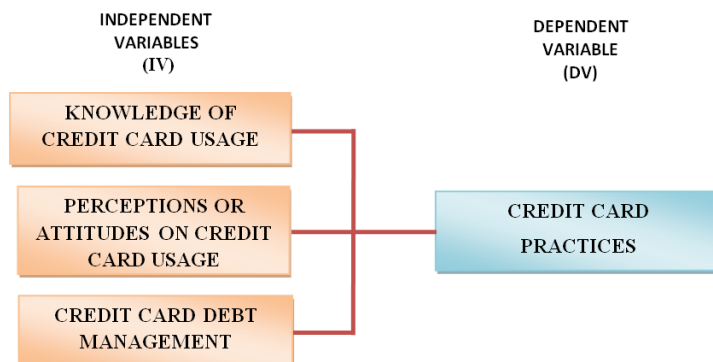 INDEPENDENT
VARIABLES
(IV)
DEPENDENT
VARIABLE
(DV)
KNOWLEDGE OF
CREDIT CARD USAGE
PERCEPTIONS OR
ATTITUDES ON CREDIT
CARD USAGE
CREDIT CARD DEBT
MANAGEMENT
CREDIT CARD
PRACTICES